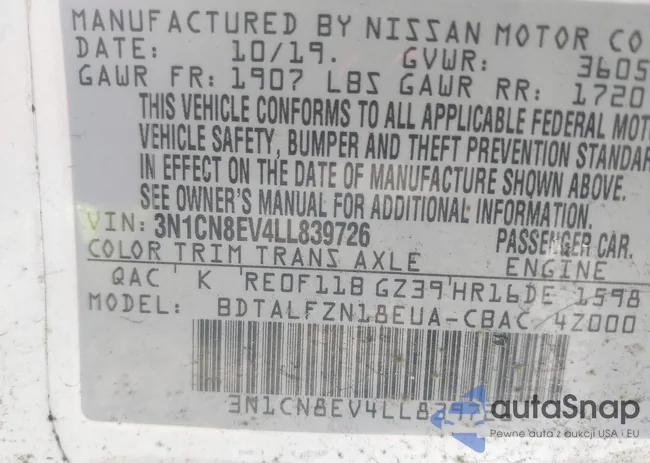 MANUFACTURED BY NISSAN MOTOR CO
DATE: 10/19. GVWR: 3605
GAWR FR: 1907 LBS GAWR RR: 1720
THIS VEHICLE CONFORMS TO ALL APPLICABLE FEDERAL MOT
VEHICLE SAFETY, BUMPER AND THEFT PREVENTION STANDAR
IN EFFECT ON THE DATE OF MANUFACTURE SHOWN ABOVE.
SEE OWNER'S MANUAL FOR ADDITIONAL INFORMATION.
VIN: 3N1CN8EV4LL839726 PASSENGER CAR.
COLOR TRIM TRANS AXLE ENGINE
QAC K RE0F11B GZ39 HR16DE 1598
MODEL: BDTALFZN18EUA-CBAC 4Z000
3N1CN8EV4LL8397
autoSnap
Pewne auta z aukcji USA i EU